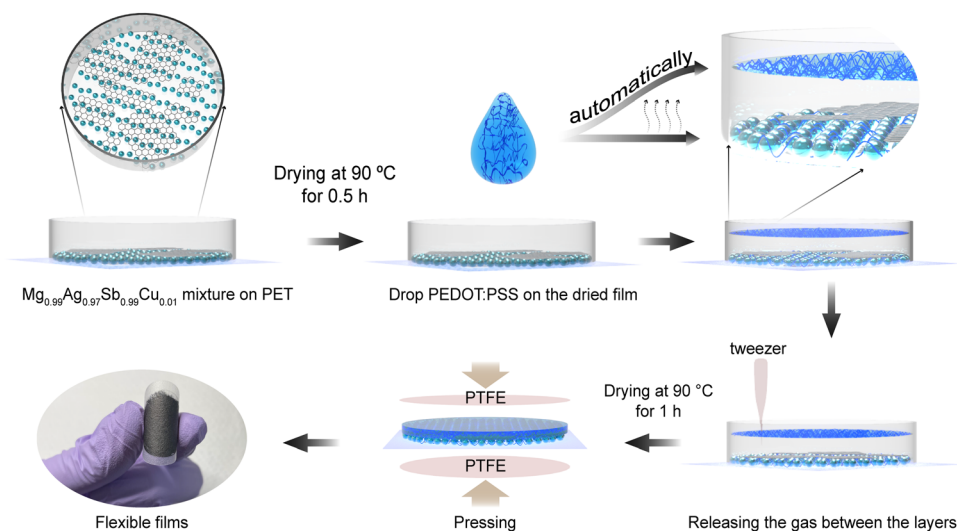 automatically
Drying at 90 ºC
for 0.5 h
Mg0.99Ag0.97Sb0.99Cu0.01 mixture on PET
Drop PEDOT:PSS on the dried film
tweezer
PTFE
Drying at 90 °C
for 1 h
PTFE
Flexible films
Pressing
Releasing the gas between the layers